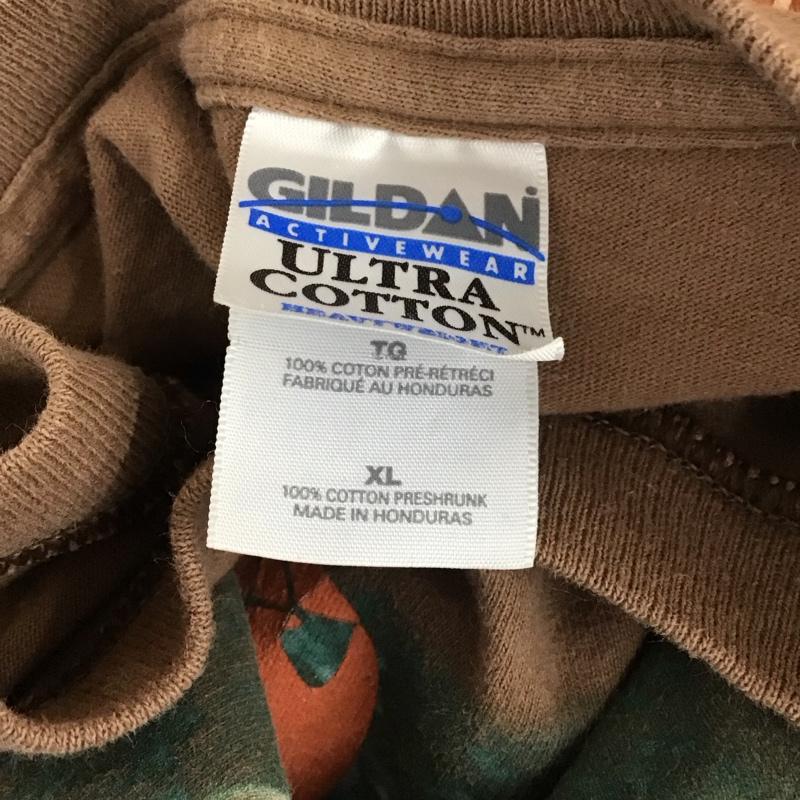 GILDAN
ACTIVEWEAR
ULTRA
COTTON™
HEAVYWEIGHT
TG
100% COTON PRÉ-RÉTRÉCI
FABRIQUÉ AU HONDURAS
XL
100% COTTON PRESHRUNK
MADE IN HONDURAS